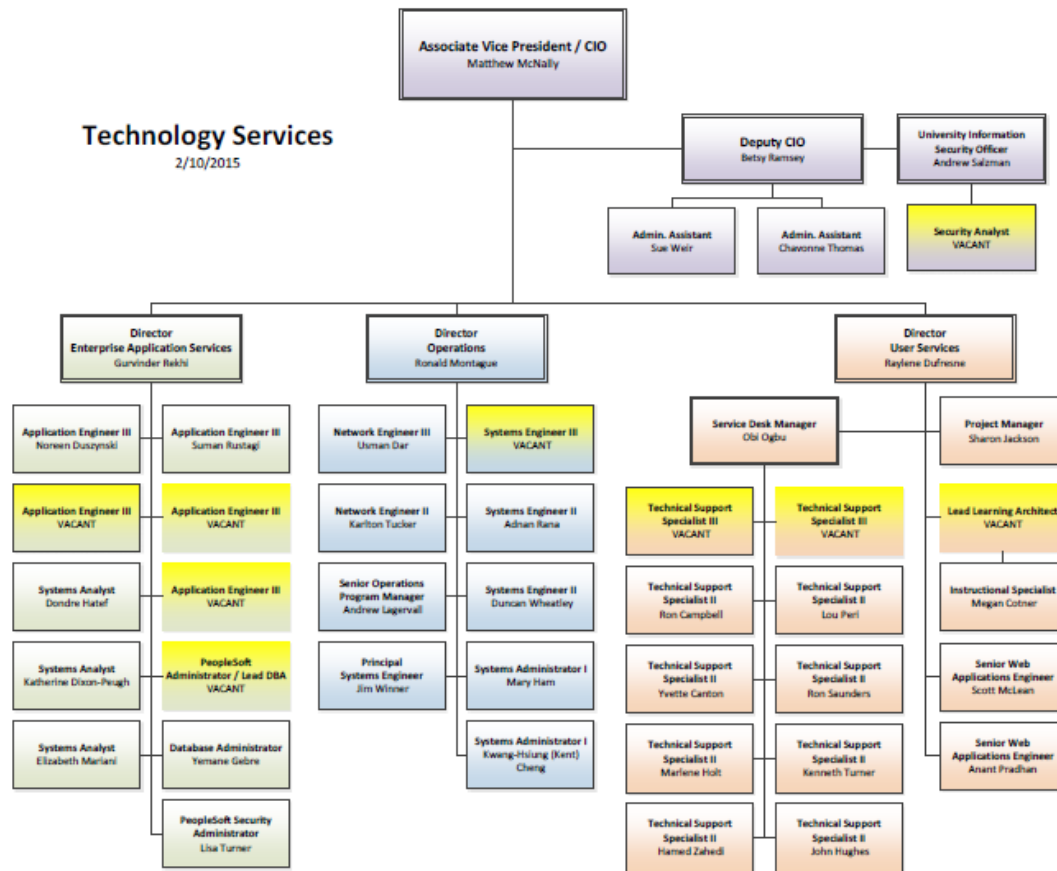 Associate Vice President / CIO
Matthew McNally
Technology Services
2/10/2015
Deputy CIO
Betsy Ramsey
University Information
Security Officer
Andrew Salzman
Admin. Assistant
Sue Weir
Admin. Assistant
Chavonne Thomas
Security Analyst
VACANT
Director
Enterprise Application Services
Gurvinder Rekhi
Director
Operations
Ronald Montague
Director
User Services
Raylene Dufresne
Application Engineer III
Noreen Duszynski
Application Engineer III
Suman Rustagi
Application Engineer III
VACANT
Application Engineer III
VACANT
Systems Analyst
Dondre Hatef
Application Engineer III
VACANT
Systems Analyst
Katherine Dixon-Peugh
PeopleSoft
Administrator / Lead DBA
VACANT
Systems Analyst
Elizabeth Mariani
Database Administrator
Yemane Gebre
PeopleSoft Security
Administrator
Lisa Turner
Network Engineer III
Usman Dar
Systems Engineer III
VACANT
Network Engineer II
Karlton Tucker
Systems Engineer II
Adnan Rana
Senior Operations
Program Manager
Andrew Lagervall
Systems Engineer II
Duncan Wheatley
Principal
Systems Engineer
Jim Winner
Systems Administrator I
Mary Ham
Systems Administrator I
Kwang-Hsiung (Kent)
Cheng
Service Desk Manager
Obi Ogbu
Project Manager
Sharon Jackson
Technical Support
Specialist III
VACANT
Technical Support
Specialist III
VACANT
Lead Learning Architect
VACANT
Technical Support
Specialist II
Ron Campbell
Technical Support
Specialist II
Lou Peri
Instructional Specialist
Megan Cotner
Technical Support
Specialist II
Yvette Canton
Technical Support
Specialist II
Ron Saunders
Senior Web
Applications Engineer
Scott McLean
Technical Support
Specialist II
Marlene Holt
Technical Support
Specialist II
Kenneth Turner
Senior Web
Applications Engineer
Anant Pradhan
Technical Support
Specialist II
Hamed Zahedi
Technical Support
Specialist II
John Hughes